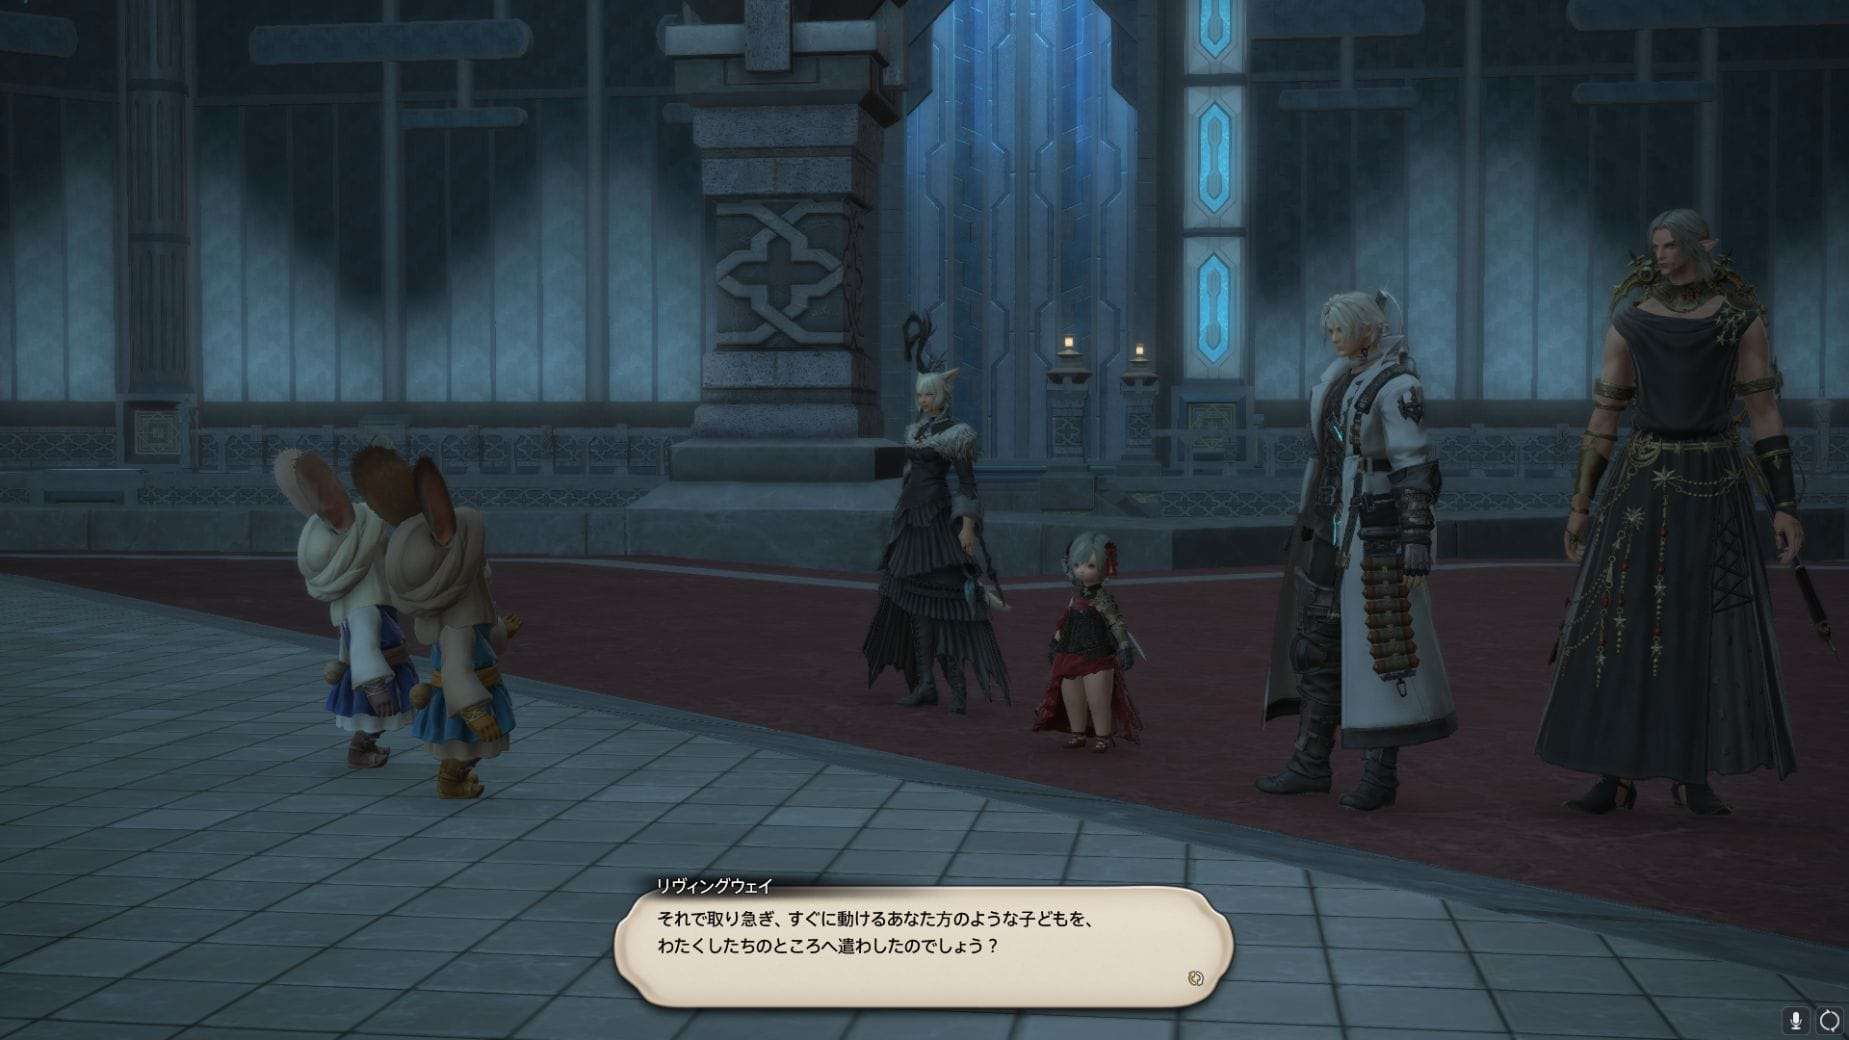 リヴィングウェイ
それで取り急ぎ、すぐに動けるあなた方のような子どもを、
わたくしたちのところへ遣わしたのでしょう？